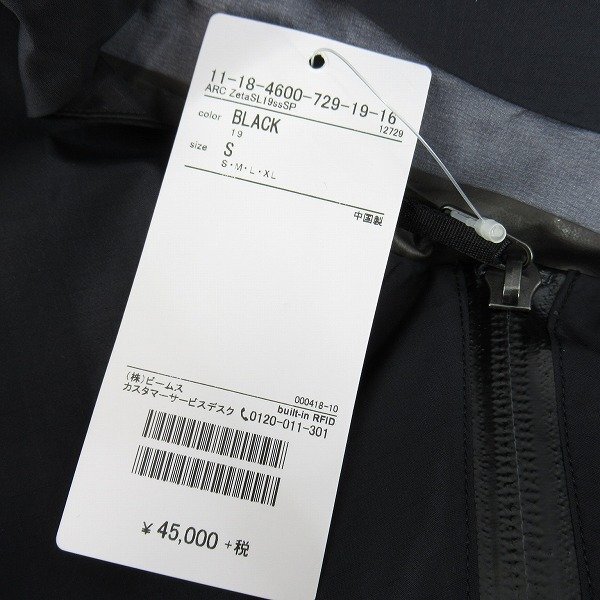 11-18-4600-729-19-16
ARC ZetaSL19ssSP 12729
color BLACK
19
size S
S・M・L・XL
中国製
(株)ビームス 000418-10
カスタマーサービスデスク 0120-011-301
built-in RFID
¥45,000 +税